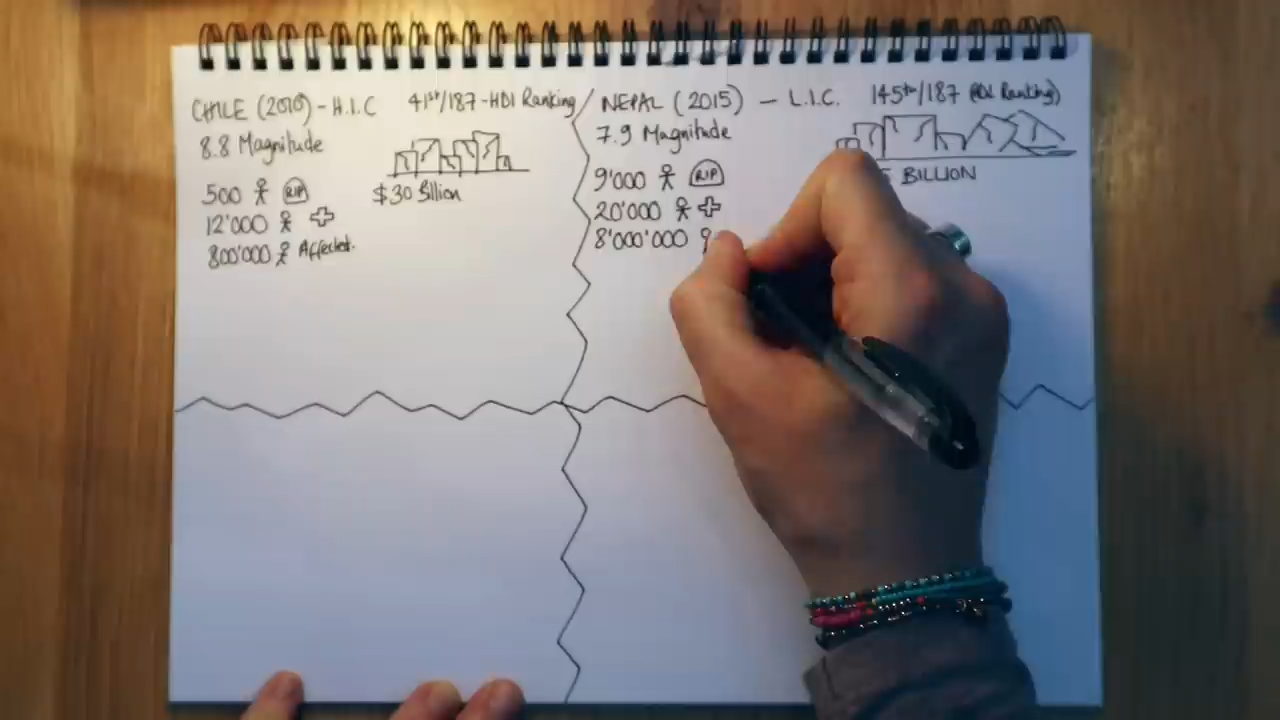 CHILE (2010) - H.I.C 41st/187 - HDI Ranking
8.8 Magnitude
500 RIP
12'000
800'000 Affected.
$30 Billion
NEPAL (2015) - L.I.C. 145th/187 (HDI Ranking)
7.9 Magnitude
9'000 RIP
20'000
8'000'000
5 BILLION